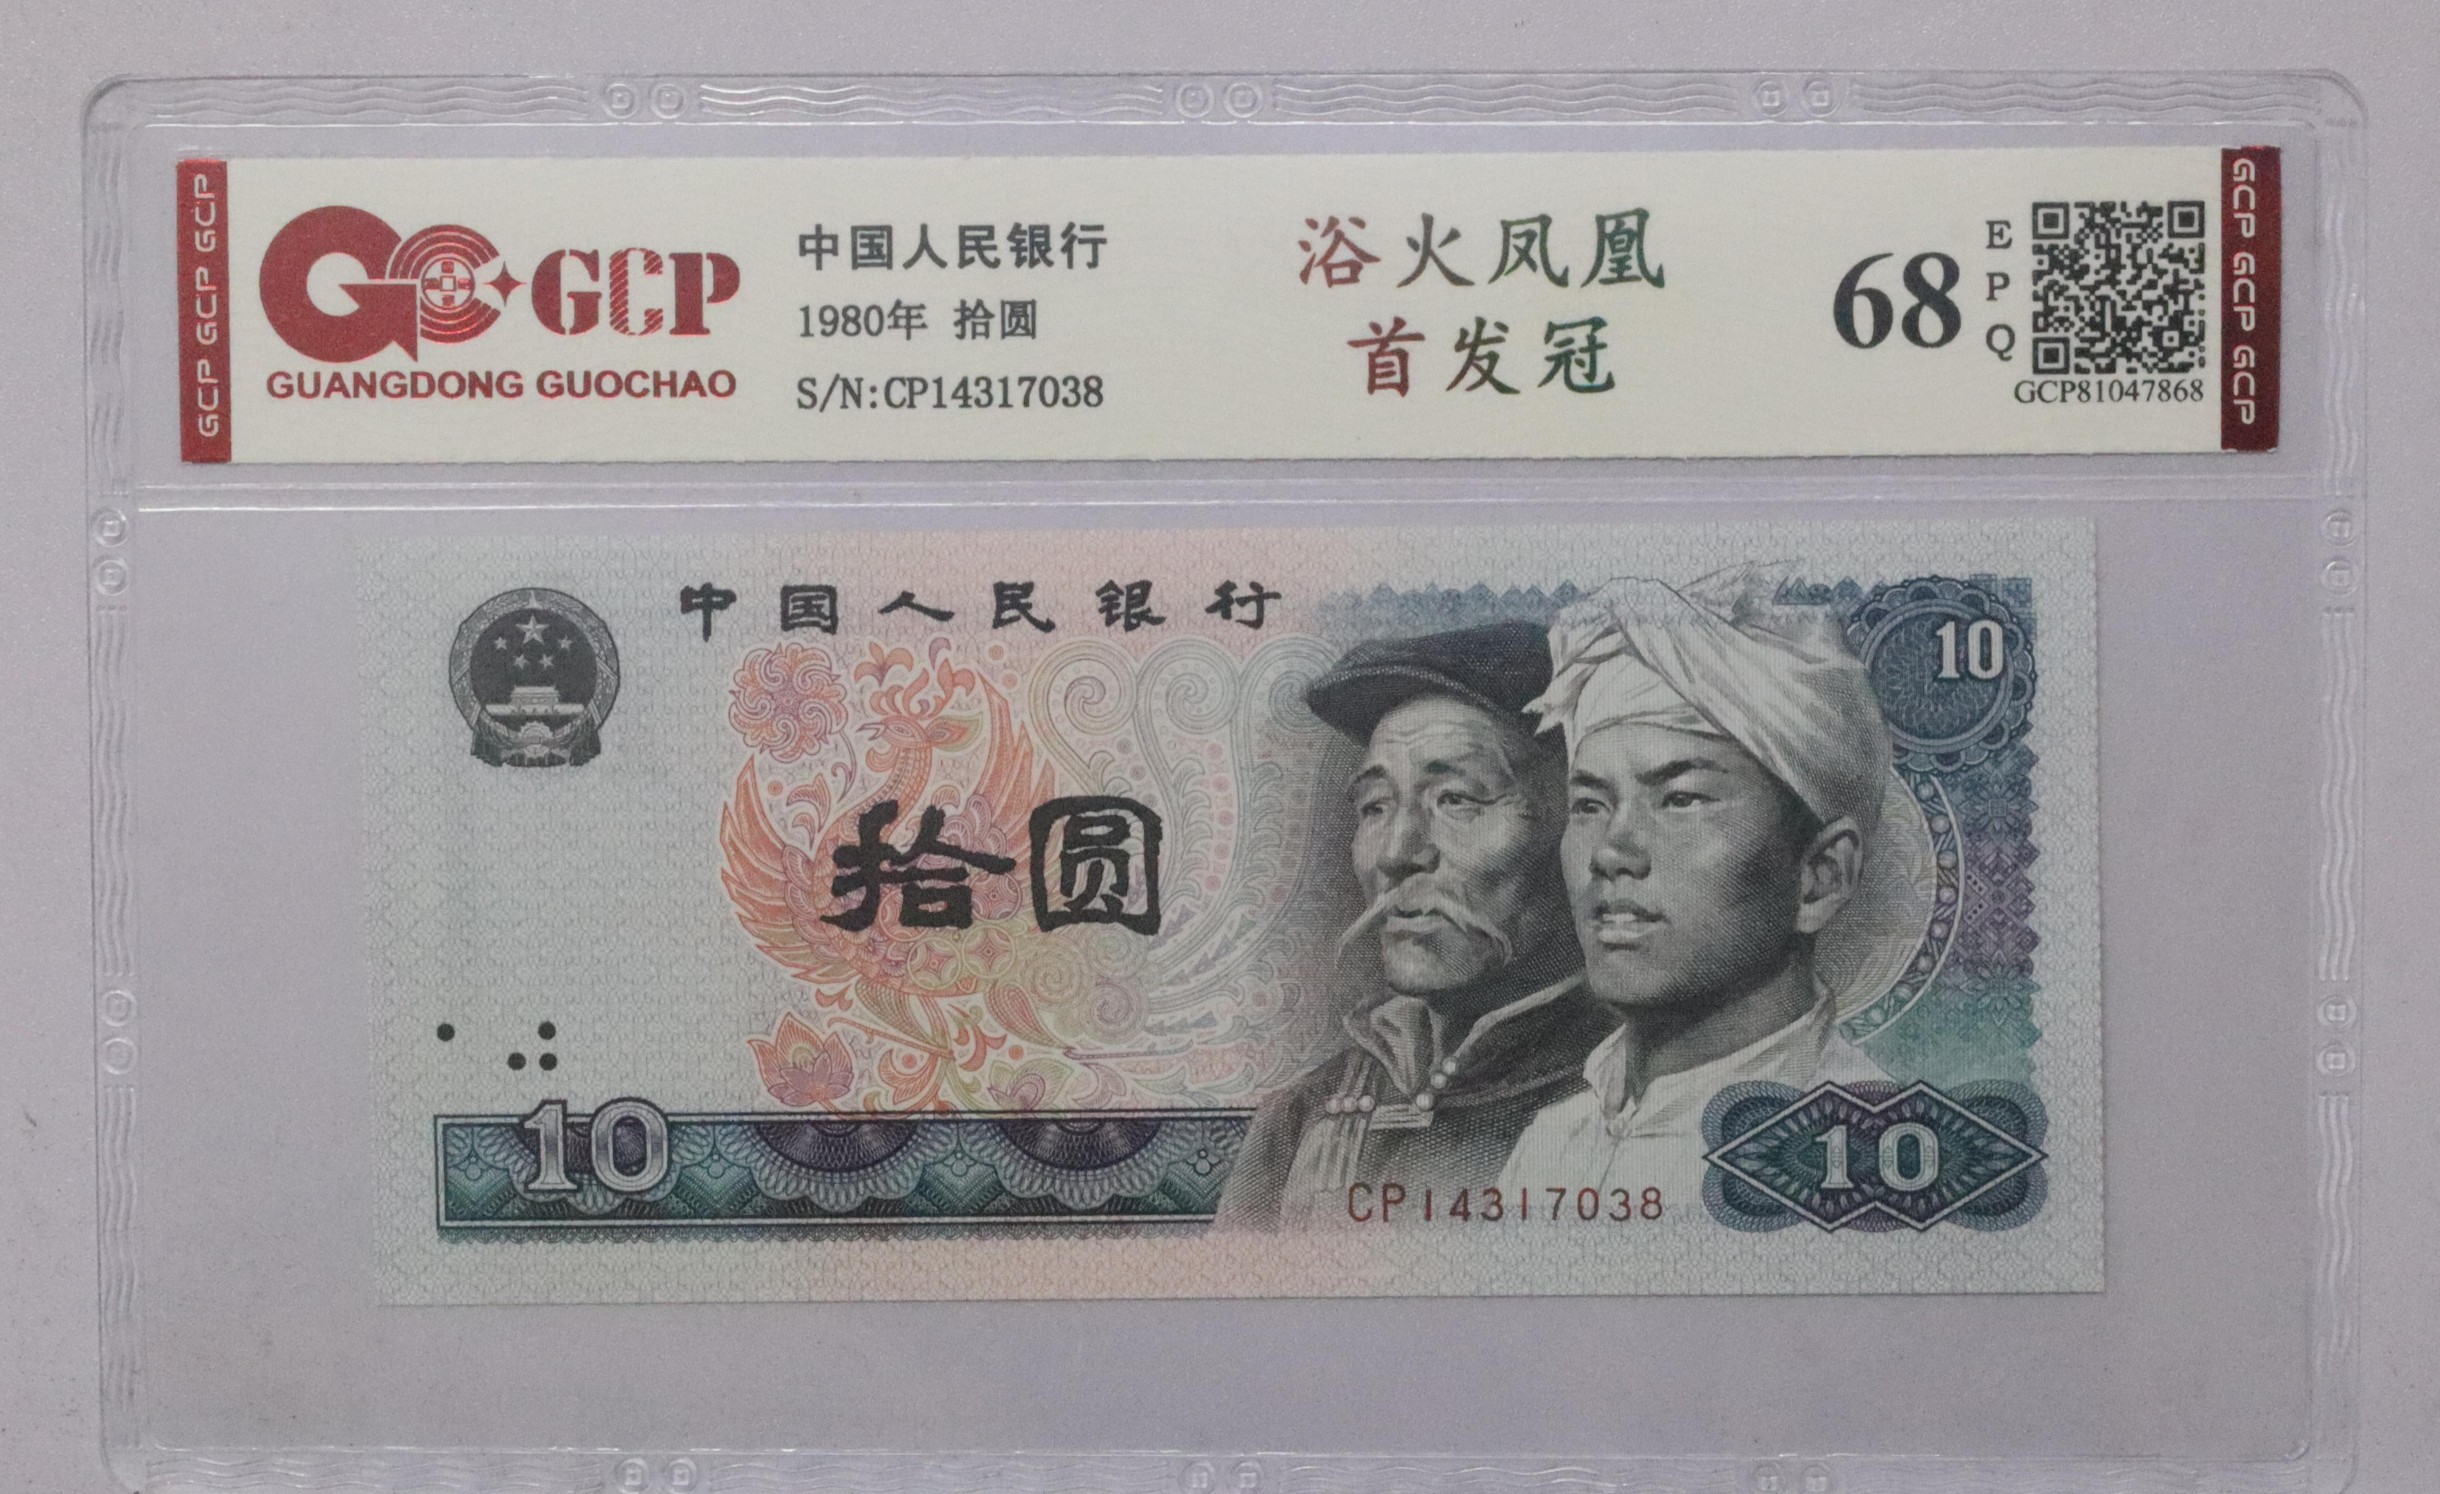 GCP GCP GCP
GCP
GUANGDONG GUOCHAO
中国人民银行
1980年 拾圆
S/N:CP14317038
浴火凤凰
首发冠
68
EPQ
GCP81047868
GCP GCP GCP
中国人民银行
10
拾圆
10
CP14317038
10